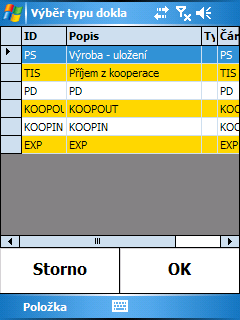 Výběr typu dokla
ID Popis Ty Čár
PS Výroba - uložení PS
TIS Příjem z kooperace TIS
PD PD PD
KOOPOU KOOPOUT KOO
KOOPIN KOOPIN KOO
EXP EXP EXP
Storno OK
Položka